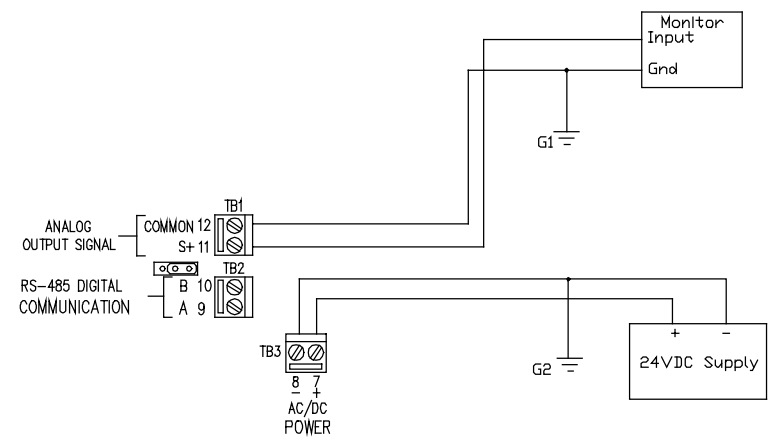 Monitor
Input
Gnd
G1
TB1
ANALOG
OUTPUT SIGNAL
COMMON 12
S+ 11
TB2
RS-485 DIGITAL
COMMUNICATION
B 10
A 9
TB3
8 7
- +
AC/DC
POWER
G2
+ -
24VDC Supply